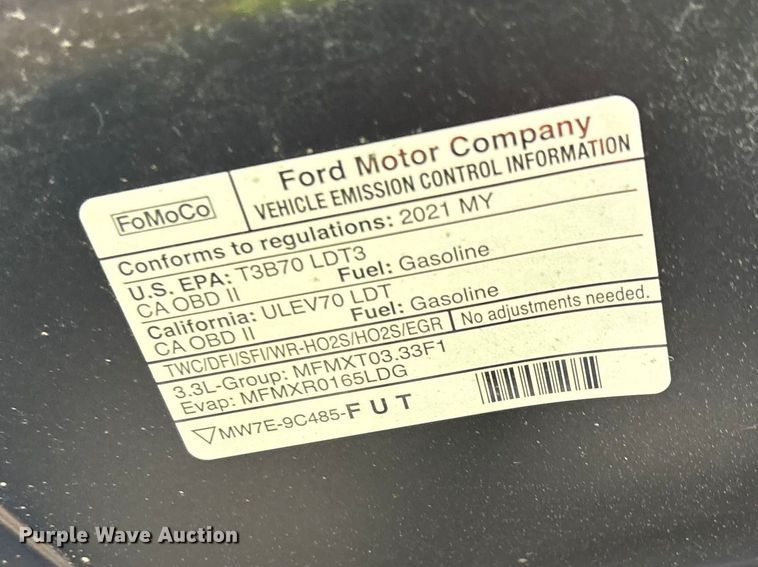 FoMoCo
Ford Motor Company
VEHICLE EMISSION CONTROL INFORMATION
Conforms to regulations: 2021 MY
U.S. EPA: T3B70 LDT3
CA OBD II Fuel: Gasoline
California: ULEV70 LDT
CA OBD II Fuel: Gasoline
TWC/DFI/SFI/WR-HO2S/HO2S/EGR No adjustments needed.
3.3L-Group: MFMXT03.33F1
Evap: MFMXR0165LDG
MW7E-9C485-FUT
Purple Wave Auction